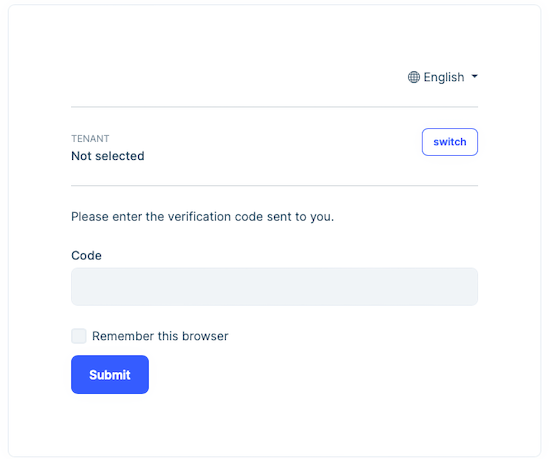 English
TENANT
Not selected
switch
Please enter the verification code sent to you.
Code
Remember this browser
Submit